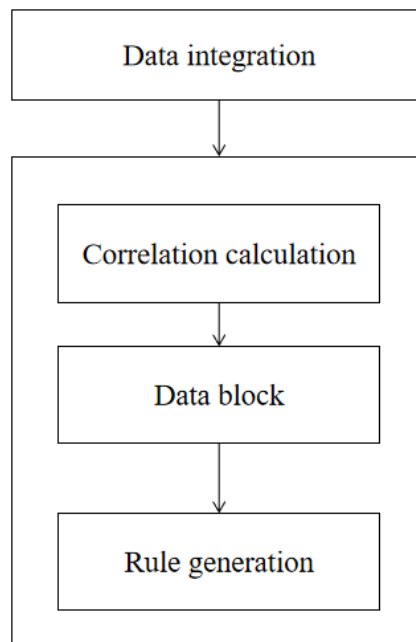 Data integration
Correlation calculation
Data block
Rule generation